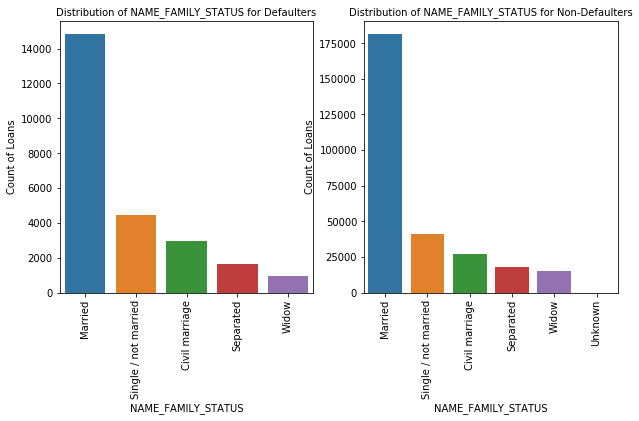 Distribution of NAME_FAMILY_STATUS for Defaulters
Count of Loans
14000
12000
10000
8000
6000
4000
2000
0
Married
Single / not married
Civil marriage
Separated
Widow
NAME_FAMILY_STATUS
Distribution of NAME_FAMILY_STATUS for Non-Defaulters
Count of Loans
175000
150000
125000
100000
75000
50000
25000
0
Married
Single / not married
Civil marriage
Separated
Widow
Unknown
NAME_FAMILY_STATUS